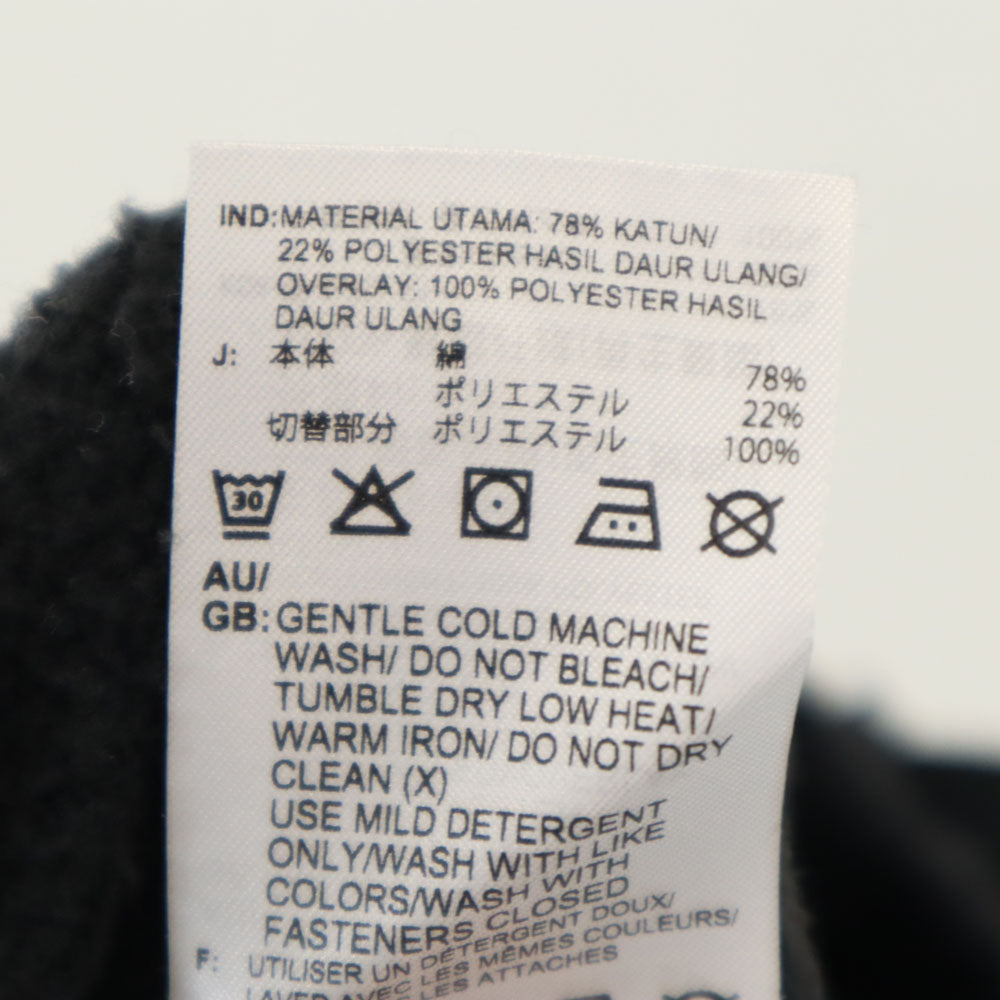 IND:MATERIAL UTAMA: 78% KATUN/
22% POLYESTER HASIL DAUR ULANG/
OVERLAY: 100% POLYESTER HASIL
DAUR ULANG
J: 本体 綿 78%
ポリエステル 22%
切替部分 ポリエステル 100%
30
AU/
GB: GENTLE COLD MACHINE
WASH/ DO NOT BLEACH/
TUMBLE DRY LOW HEAT/
WARM IRON/ DO NOT DRY
CLEAN (X)
USE MILD DETERGENT
ONLY/WASH WITH LIKE
COLORS/WASH WITH
FASTENERS CLOSED
F: UTILISER UN DÉTERGENT DOUX/
LAVER AVEC LES MÊMES COULEURS/
LES ATTACHES